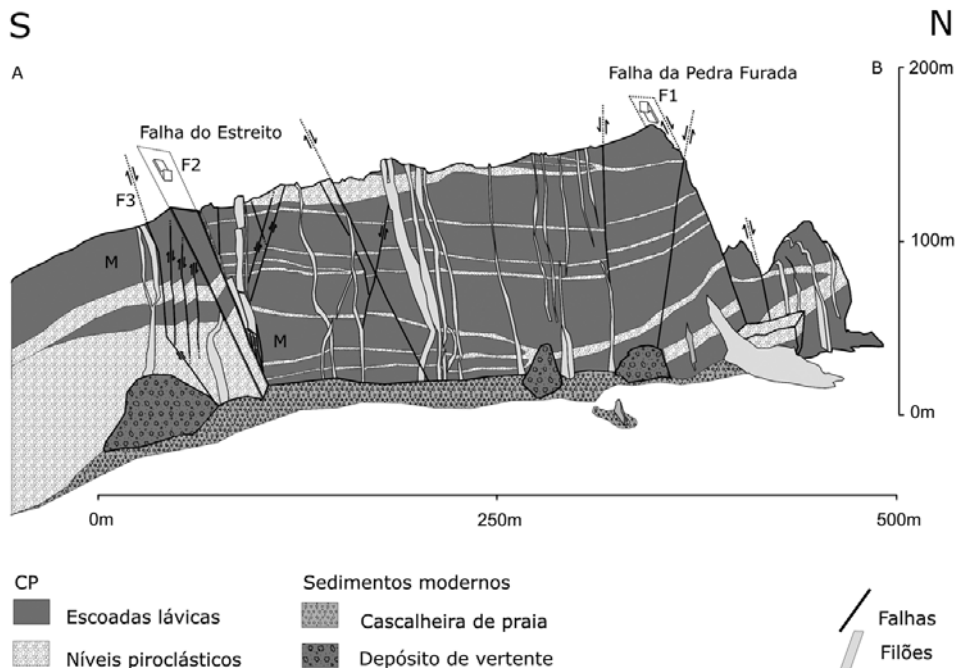 S
N
A
B
200m
Falha da Pedra Furada
F1
Falha do Estreito
F2
F3
M
100m
M
0m
0m
250m
500m
CP
Sedimentos modernos
Escoadas lávicas
Cascalheira de praia
Falhas
Níveis piroclásticos
Depósito de vertente
Filões